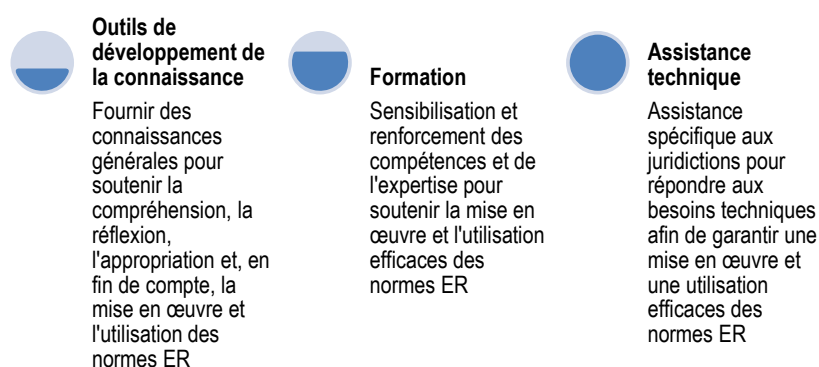 Outils de
développement de
la connaissance
Fournir des
connaissances
générales pour
soutenir la
compréhension, la
réflexion,
l'appropriation et, en
fin de compte, la
mise en œuvre et
l'utilisation des
normes ER
Formation
Sensibilisation et
renforcement des
compétences et de
l'expertise pour
soutenir la mise en
œuvre et l'utilisation
efficaces des
normes ER
Assistance
technique
Assistance
spécifique aux
juridictions pour
répondre aux
besoins techniques
afin de garantir une
mise en œuvre et
une utilisation
efficaces des
normes ER